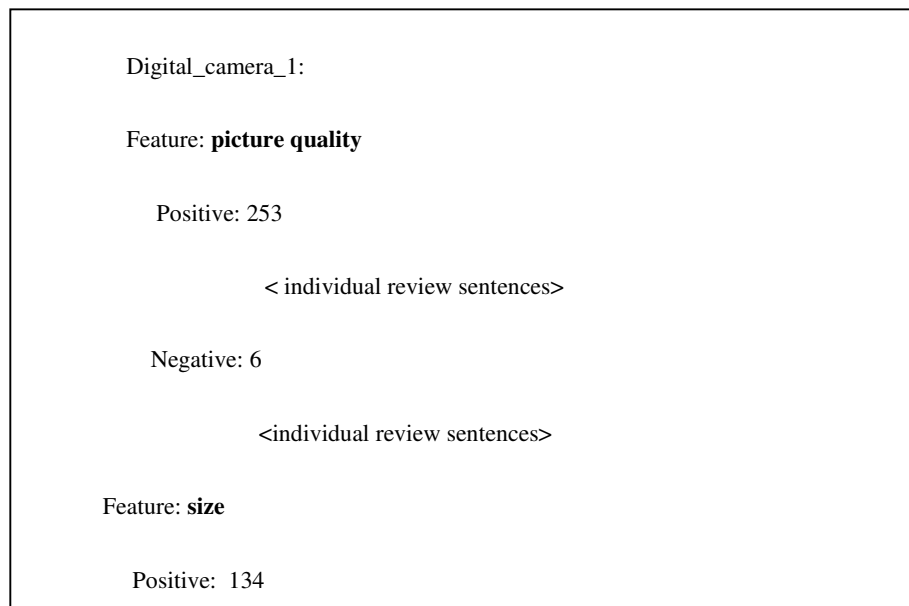 Digital_camera_1:
Feature: picture quality
Positive: 253
< individual review sentences>
Negative: 6
<individual review sentences>
Feature: size
Positive: 134